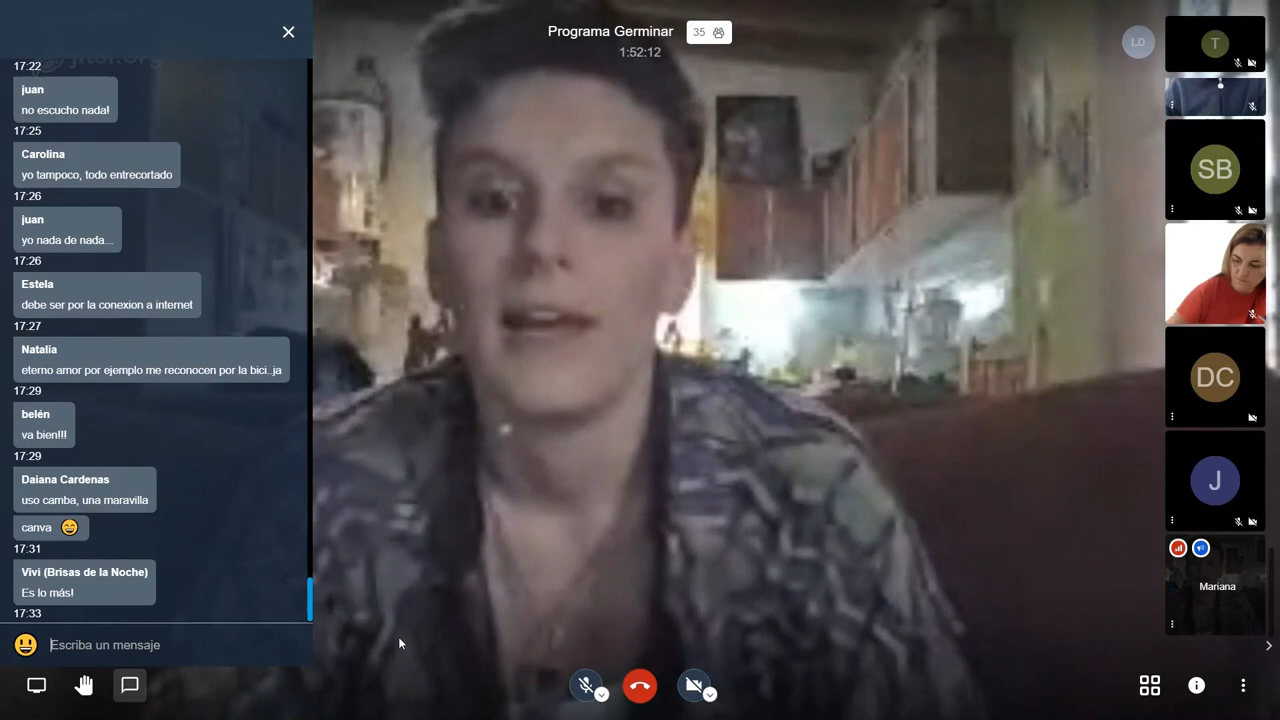 jitsi.org
17:22
juan
no escucho nada!
17:25
Carolina
yo tampoco, todo entrecortado
17:26
juan
yo nada de nada...
17:26
Estela
debe ser por la conexion a internet
17:27
Natalia
eterno amor por ejemplo me reconocen por la bici..ja
17:29
belén
va bien!!!
17:29
Daiana Cardenas
uso camba, una maravilla
canva 😄
17:31
Vivi (Brisas de la Noche)
Es lo más!
17:33
Escriba un mensaje
Programa Germinar 35
1:52:12
LD
T
SB
DC
J
Mariana